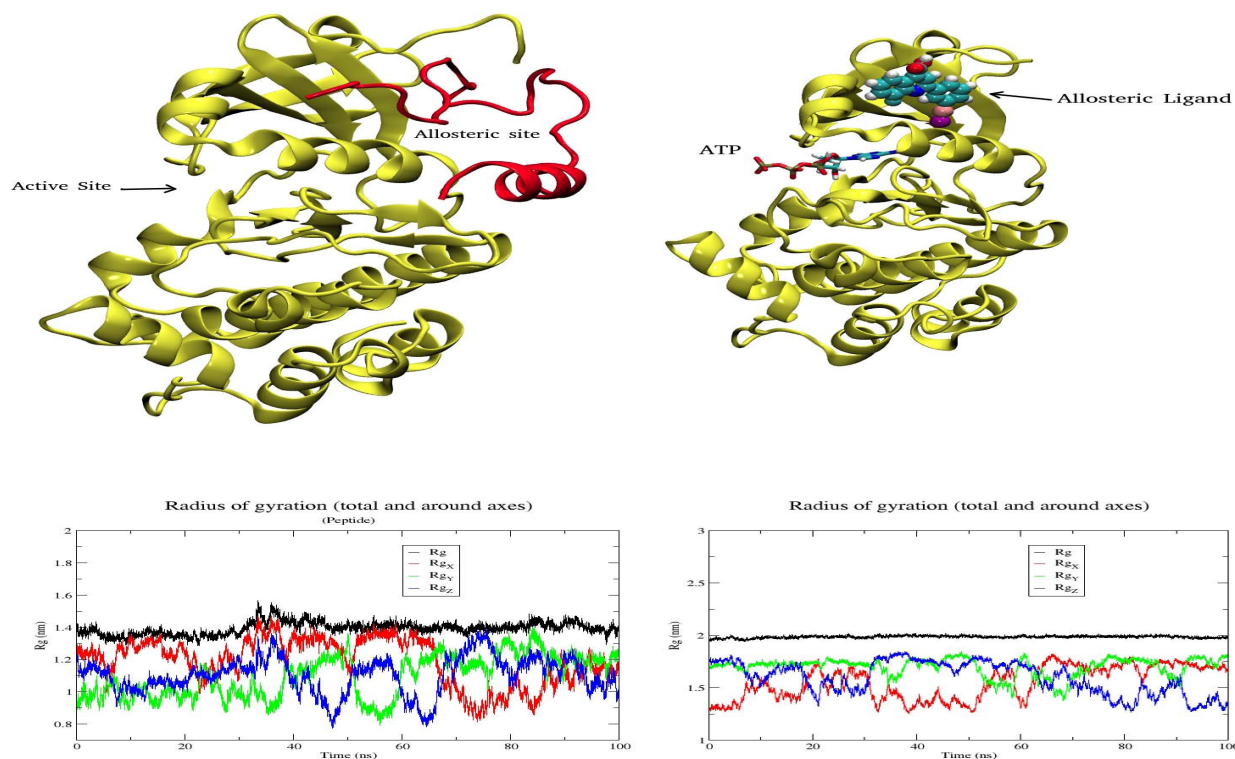 Allosteric site
Active Site
Allosteric Ligand
ATP
Radius of gyration (total and around axes)
(Peptide)
Rg (nm)
2
1.8
1.6
1.4
1.2
1
0.8
Rg
RgX
RgY
RgZ
0
20
40
60
80
100
Time (ns)
Radius of gyration (total and around axes)
Rg (nm)
3
2.5
2
1.5
1
Rg
RgX
RgY
RgZ
0
20
40
60
80
100
Time (ns)